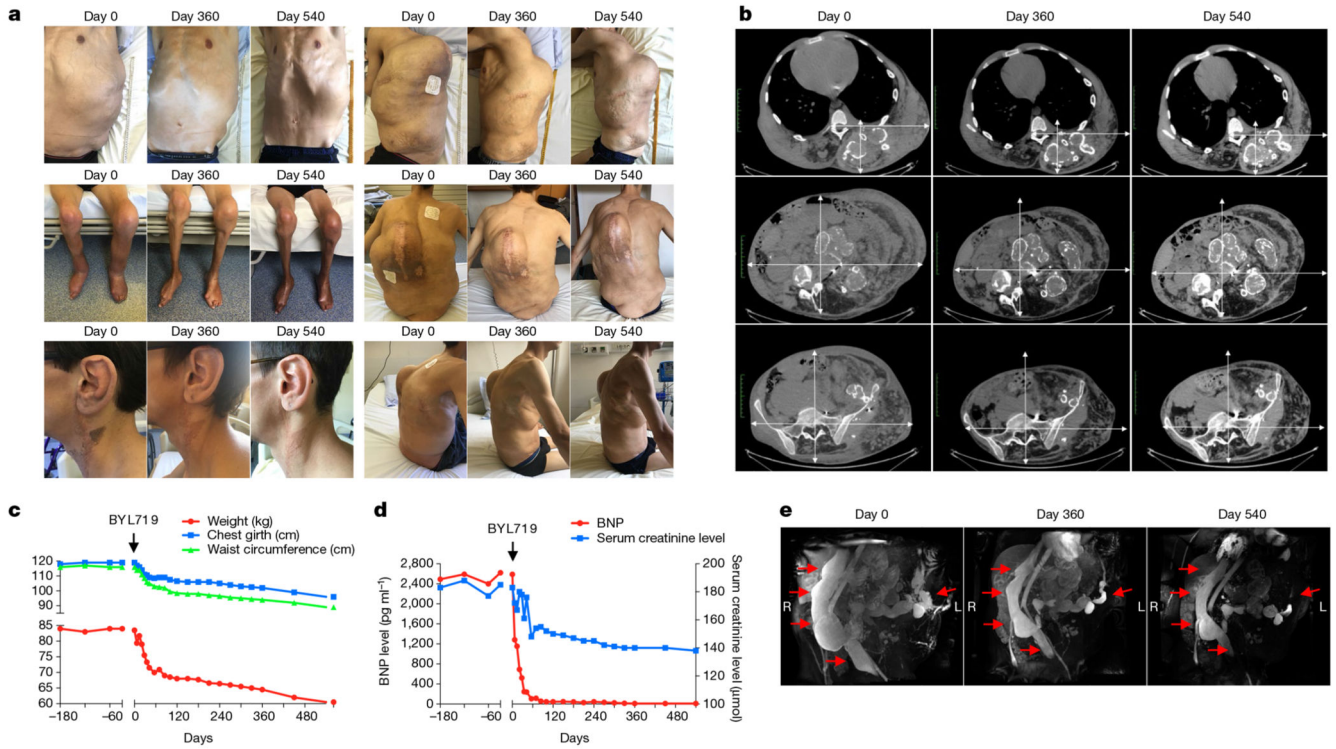 a
Day 0 Day 360 Day 540 Day 0 Day 360 Day 540
Day 0 Day 360 Day 540 Day 0 Day 360 Day 540
Day 0 Day 360 Day 540 Day 0 Day 360 Day 540
b
Day 0 Day 360 Day 540
c
BYL719
Weight (kg)
Chest girth (cm)
Waist circumference (cm)
120
110
100
90
85
80
75
70
65
60
−180 −60 0 120 240 360 480
Days
d
BYL719
BNP
Serum creatinine level
BNP level (pg ml⁻¹)
2,800
2,400
2,000
1,600
1,200
800
400
0
200
180
160
140
120
100
Serum creatinine level (µmol)
−180 −60 0 120 240 360 480
Days
e
Day 0 Day 360 Day 540
R L